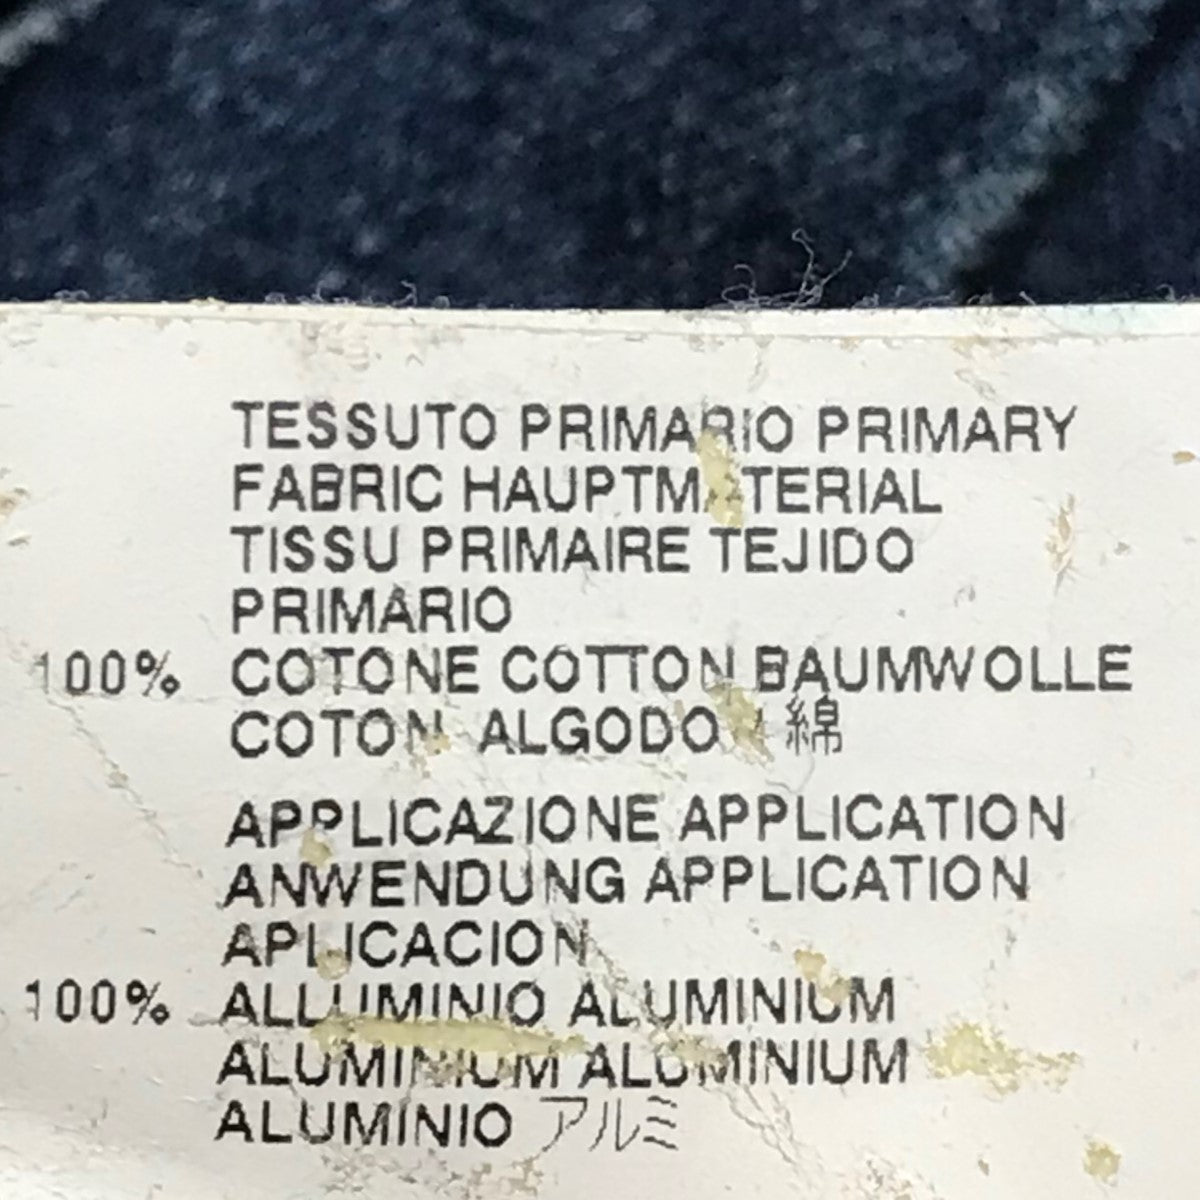 TESSUTO PRIMARIO PRIMARY
FABRIC HAUPTMATERIAL
TISSU PRIMAIRE TEJIDO
PRIMARIO
100% COTONE COTTON BAUMWOLLE
COTON ALGODON 綿
APPLICAZIONE APPLICATION
ANWENDUNG APPLICATION
APLICACION
100% ALLUMINIO ALUMINIUM
ALUMINIUM ALUMINIUM
ALUMINIO アルミ